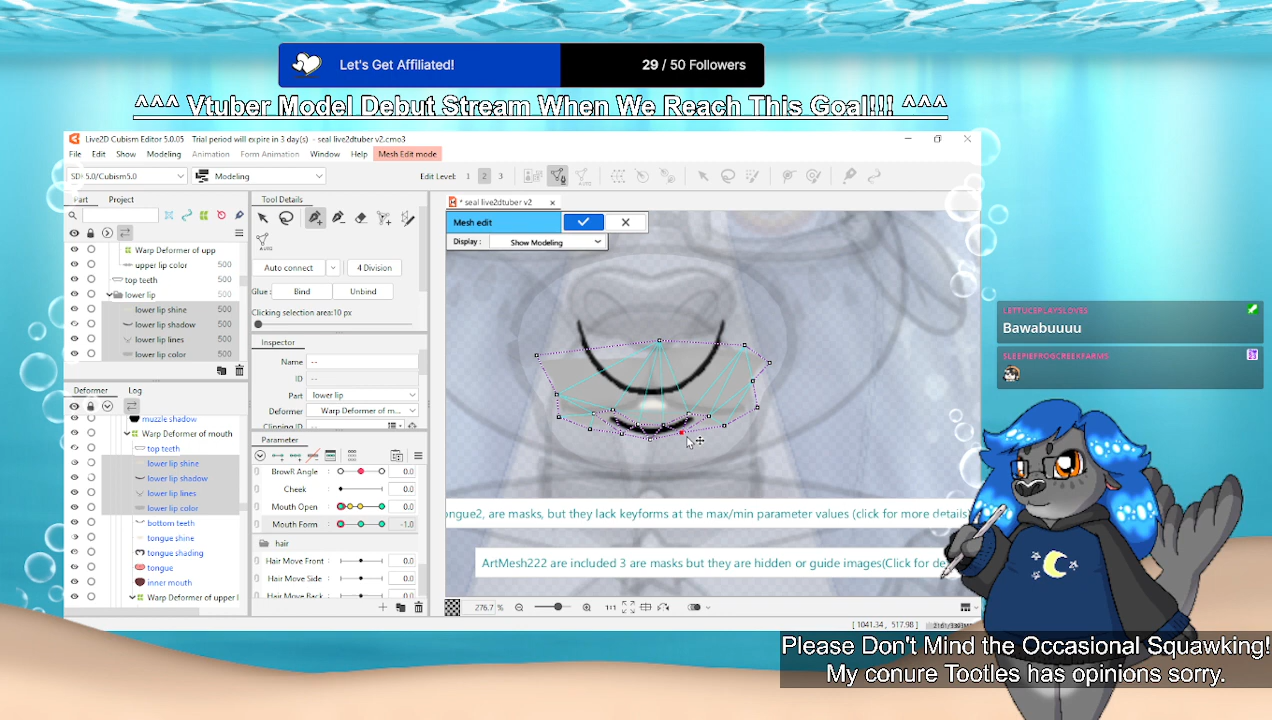 Let's Get Affiliated!
29 / 50 Followers
^^^ Vtuber Model Debut Stream When We Reach This Goal!!! ^^^
Live2D Cubism Editor 5.0.05 Trial period will expire in 3 day(s) - seal live2dtuber v2.cmo3
File Edit Show Modeling Animation Form Animation Window Help Mesh Edit mode
Modeling
Edit Level: 1 2 3
Part Project
Warp Deformer of upp
upper lip color 500
top teeth 500
lower lip 500
lower lip shine 500
lower lip shadow 500
lower lip lines 500
lower lip color 500
Deformer Log
muzzle shadow
Warp Deformer of mouth
top teeth
lower lip shine
lower lip shadow
lower lip lines
lower lip color
bottom teeth
tongue shine
tongue shading
tongue
inner mouth
Warp Deformer of upper l
Tool Details
AUTO
Auto connect
4 Division
Glue: Bind Unbind
Clicking selection area:10 px
Inspector
Name --
ID --
Part lower lip
Deformer Warp Deformer of m...
Clipping ID
Parameter
BrowR Angle 0.0
Cheek 0.0
Mouth Open 0.0
Mouth Form -1.0
hair
Hair Move Front 0.0
Hair Move Side 0.0
Hair Move Back
* seal live2dtuber v2
Mesh edit
Display: Show Modeling
ongue2, are masks, but they lack keyforms at the max/min parameter values (click for more details)
ArtMesh222 are included 3 are masks but they are hidden or guide images(Click for de
276.7 %
1:1
[ 1041.34, 517.98 ]
LETTUCEPLAYSLOVES
Bawabuuuu
SLEEPIEFROGCREEKFARMS
Please Don't Mind the Occasional Squawking!
My conure Tootles has opinions sorry.